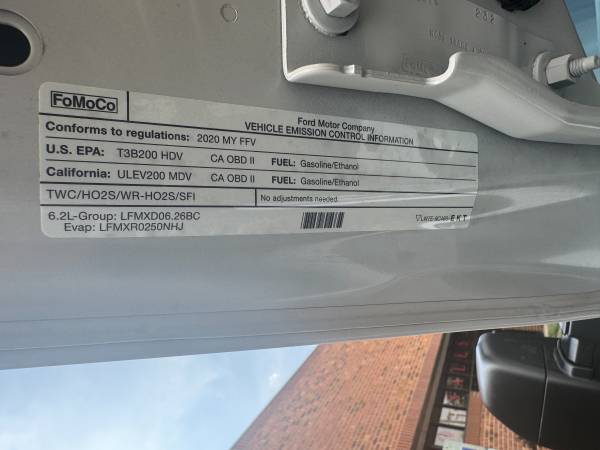 FoMoCo
Ford Motor Company
VEHICLE EMISSION CONTROL INFORMATION
Conforms to regulations: 2020 MY FFV
U.S. EPA: T3B200 HDV CA OBD II FUEL: Gasoline/Ethanol
California: ULEV200 MDV CA OBD II FUEL: Gasoline/Ethanol
TWC/HO2S/WR-HO2S/SFI No adjustments needed.
6.2L-Group: LFMXD06.26BC
Evap: LFMXR0250NHJ
EKT